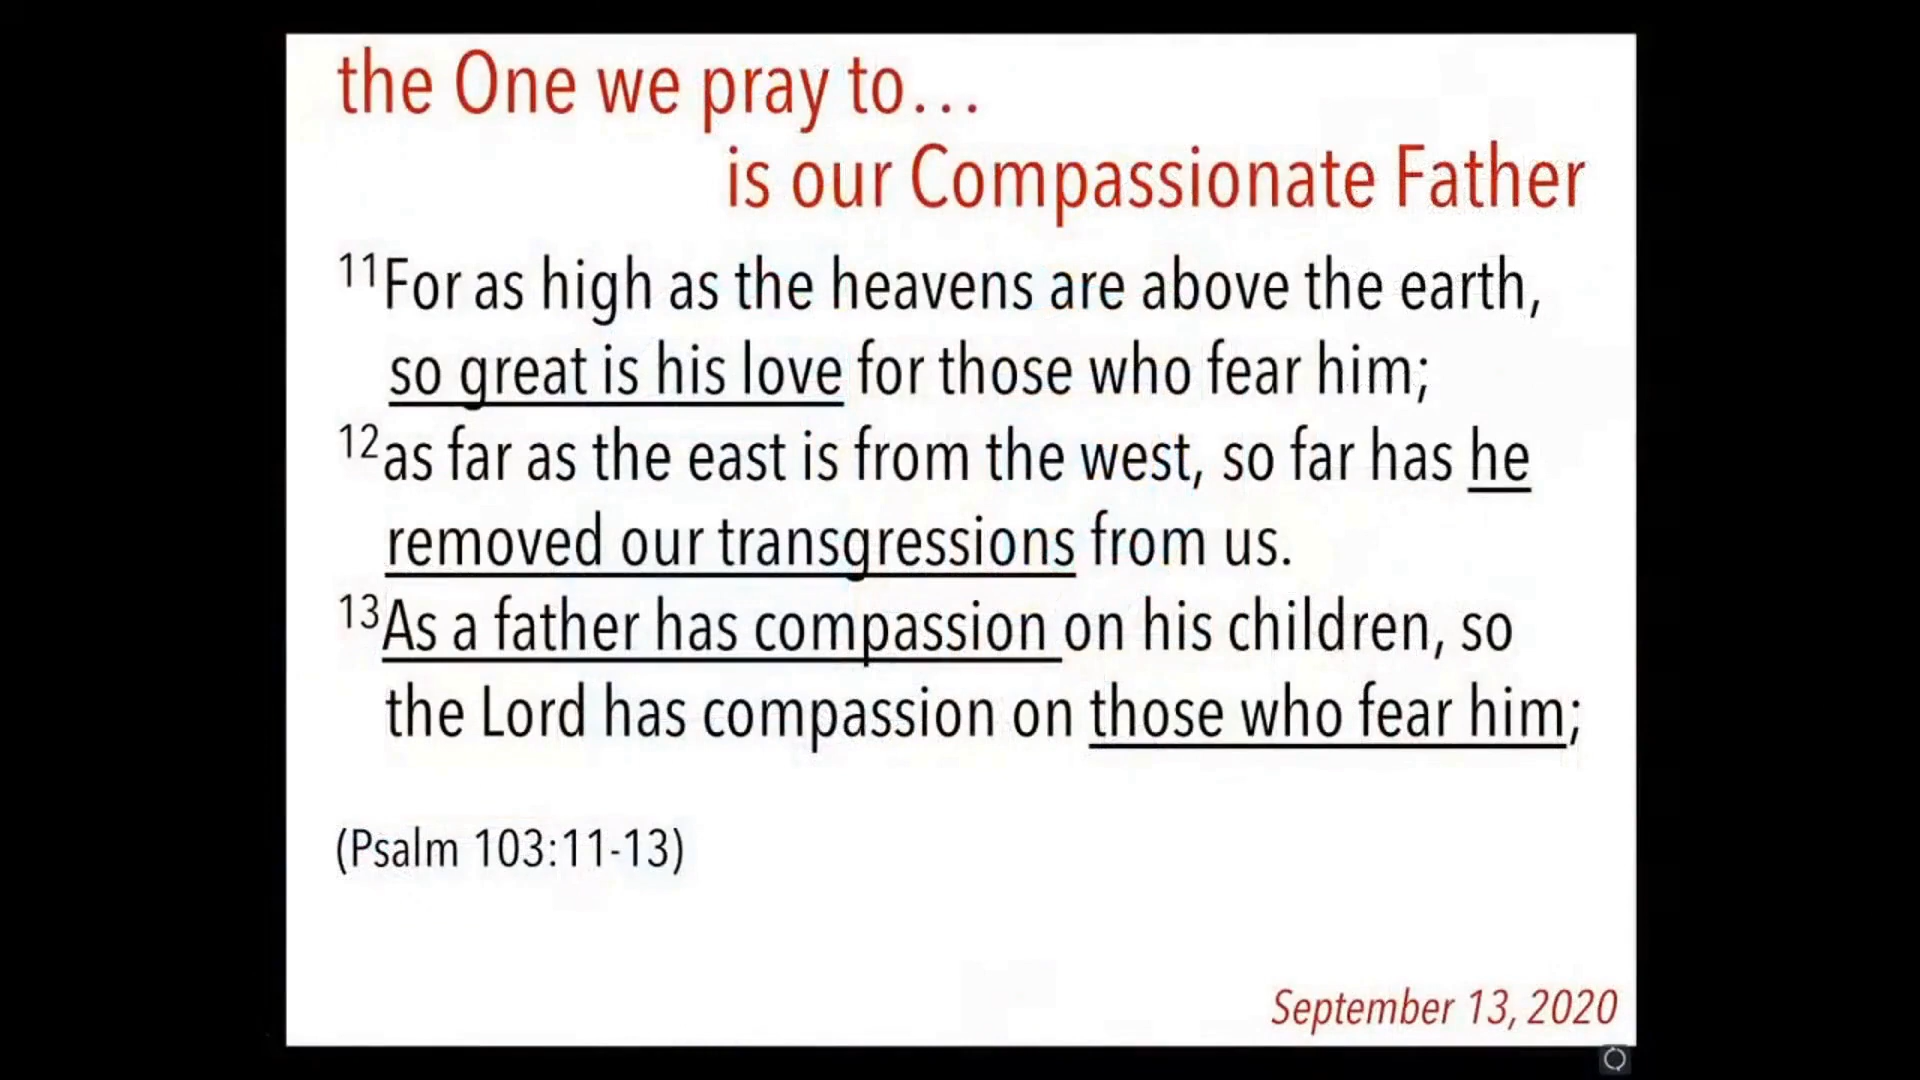 the One we pray to...
is our Compassionate Father
11For as high as the heavens are above the earth,
so great is his love for those who fear him;
12as far as the east is from the west, so far has he
removed our transgressions from us.
13As a father has compassion on his children, so
the Lord has compassion on those who fear him;
(Psalm 103:11-13)
September 13, 2020